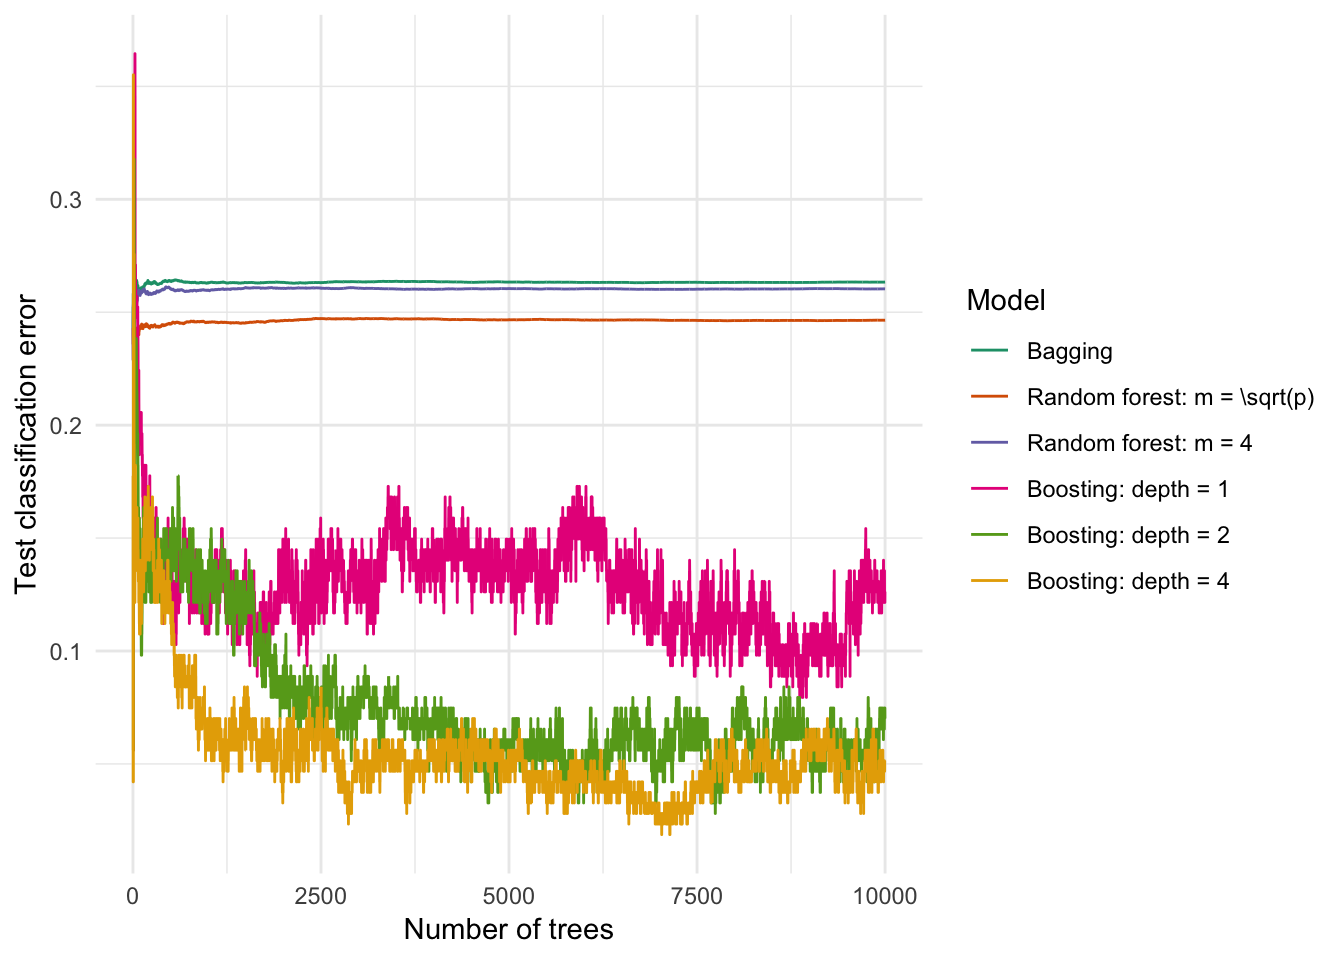 0.3
0.2
0.1
Test classification error
0
2500
5000
7500
10000
Number of trees
Model
Bagging
Random forest: m = \sqrt(p)
Random forest: m = 4
Boosting: depth = 1
Boosting: depth = 2
Boosting: depth = 4